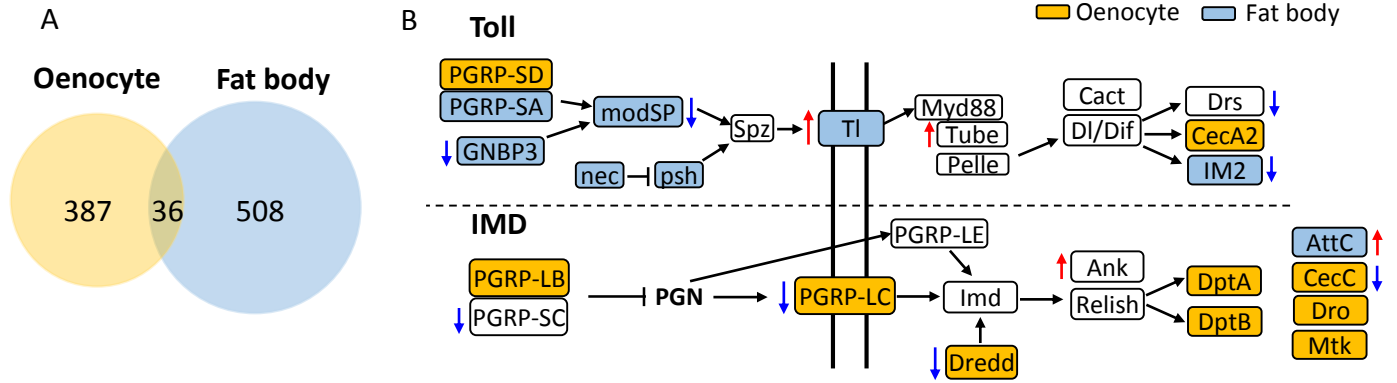 A
Oenocyte
Fat body
387
36
508
B
Oenocyte
Fat body
Toll
PGRP-SD
PGRP-SA
GNBP3
modSP
nec
psh
Spz
Tl
Myd88
Tube
Pelle
Cact
Dl/Dif
Drs
CecA2
IM2
IMD
PGRP-LB
PGRP-SC
PGN
PGRP-LE
PGRP-LC
Imd
Dredd
Ank
Relish
DptA
DptB
AttC
CecC
Dro
Mtk